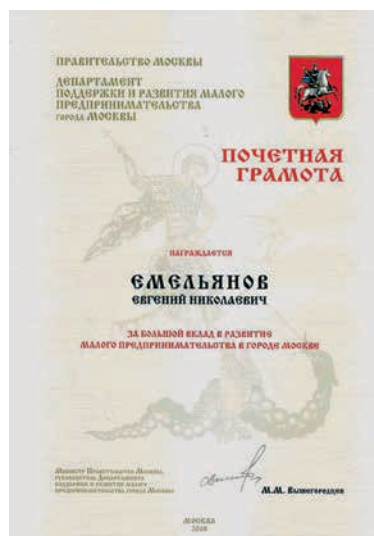 ПРАВИТЕЛЬСТВО МОСКВЫ
ДЕПАРТАМЕНТ
ПОДДЕРЖКИ И РАЗВИТИЯ МАЛОГО
ПРЕДПРИНИМАТЕЛЬСТВА
ГОРОДА МОСКВЫ
ПОЧЕТНАЯ
ГРАМОТА
НАГРАЖДАЕТСЯ
ЕМЕЛЬЯНОВ
ЕВГЕНИЙ НИКОЛАЕВИЧ
ЗА БОЛЬШОЙ ВКЛАД В РАЗВИТИЕ
МАЛОГО ПРЕДПРИНИМАТЕЛЬСТВА В ГОРОДЕ МОСКВЕ
МИНИСТР ПРАВИТЕЛЬСТВА МОСКВЫ,
РУКОВОДИТЕЛЬ ДЕПАРТАМЕНТА
ПОДДЕРЖКИ И РАЗВИТИЯ МАЛОГО
ПРЕДПРИНИМАТЕЛЬСТВА ГОРОДА МОСКВЫ
М.М. ВЫШЕГОРОДЦЕВ
МОСКВА
2008